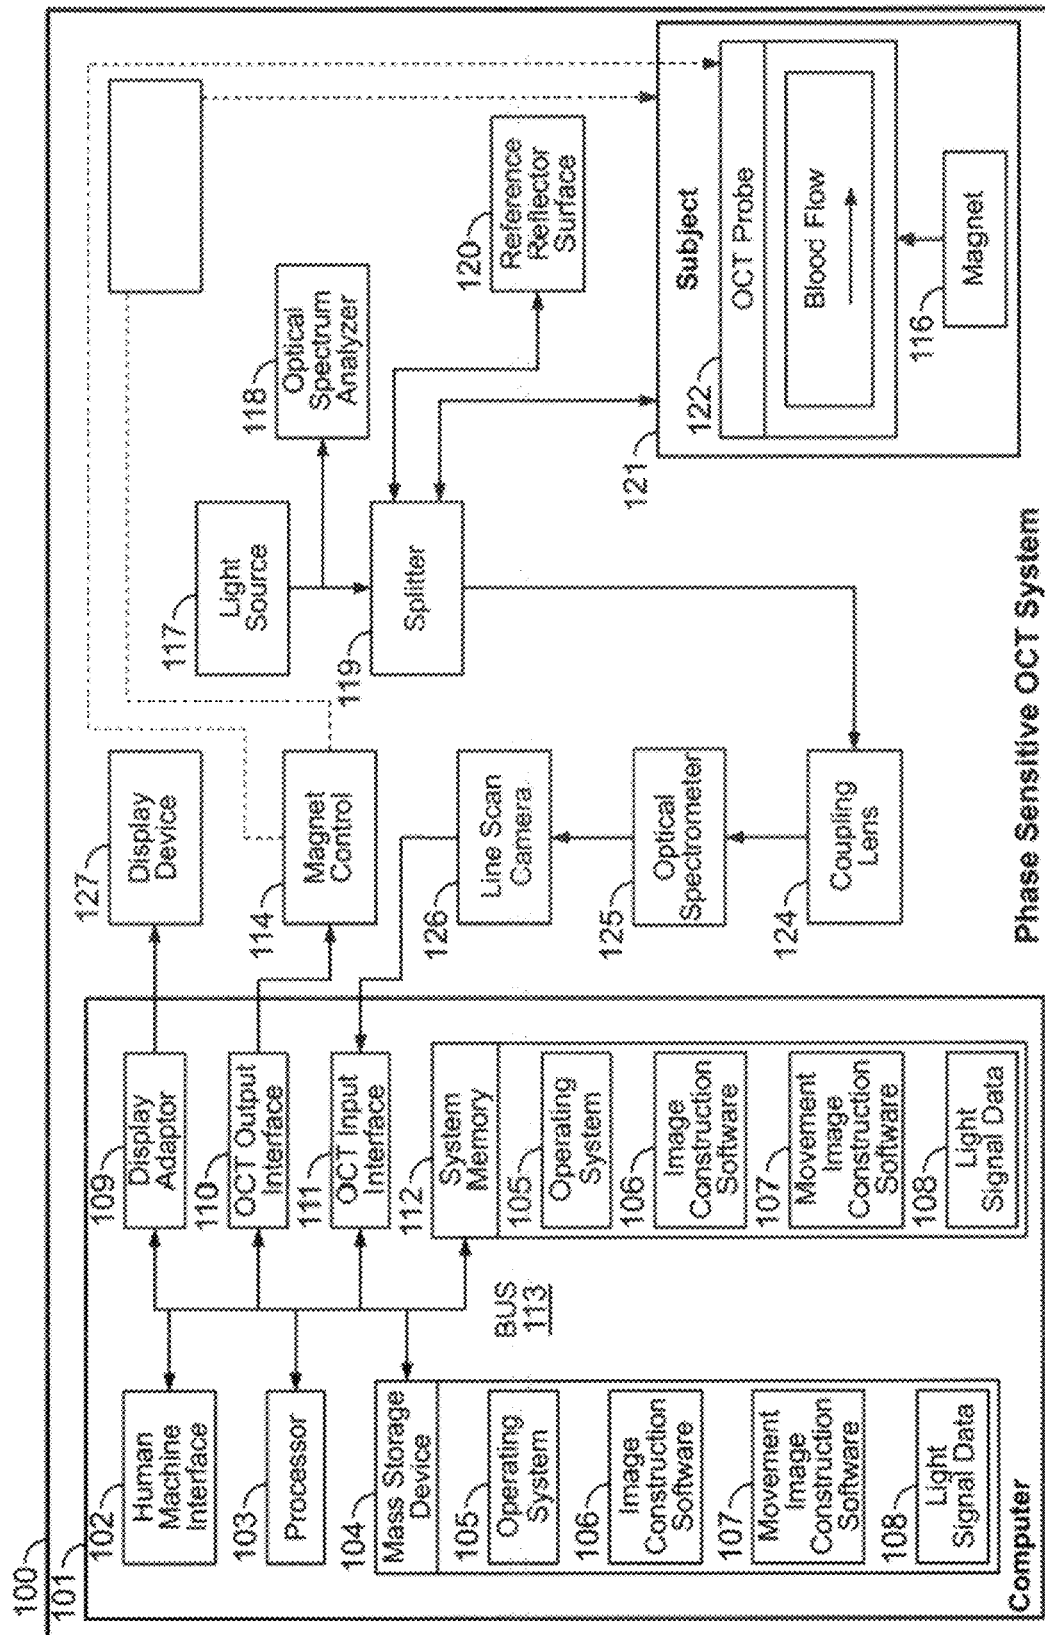 100
101
102
Human
Machine
Interface
103
Processor
104
Mass Storage
Device
105
Operating
System
106
Image
Construction
Software
107
Movement
Image
Construction
Software
108
Light
Signal Data
Computer
BUS
113
109
Display
Adaptor
110
OCT Output
Interface
111
OCT Input
Interface
112
System
Memory
105
Operating
System
106
Image
Construction
Software
107
Movement
Image
Construction
Software
108
Light
Signal Data
127
Display
Device
114
Magnet
Control
126
Line Scan
Camera
125
Optical
Spectrometer
124
Coupling
Lens
117
Light
Source
119
Splitter
118
Optical
Spectrum
Analyzer
120
Reference
Reflector
Surface
121
Subject
122
OCT Probe
Blood Flow
116
Magnet
Phase Sensitive OCT System